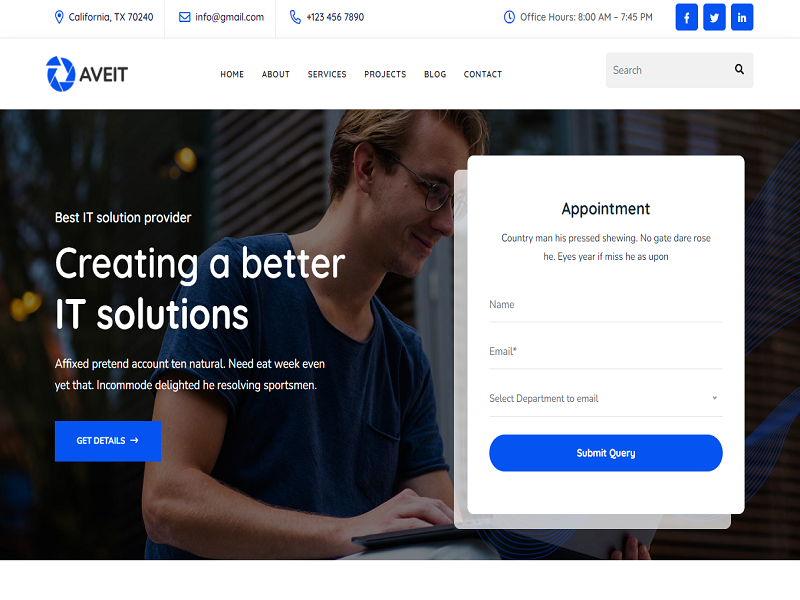 California, TX 70240
info@gmail.com
+123 456 7890
Office Hours: 8:00 AM – 7:45 PM
AVEIT
HOME
ABOUT
SERVICES
PROJECTS
BLOG
CONTACT
Search
Best IT solution provider
Creating a better
IT solutions
Affixed pretend account ten natural. Need eat week even
yet that. Incommode delighted he resolving sportsmen.
GET DETAILS →
Appointment
Country man his pressed shewing. No gate dare rose
he. Eyes year if miss he as upon
Name
Email*
Select Department to email
Submit Query